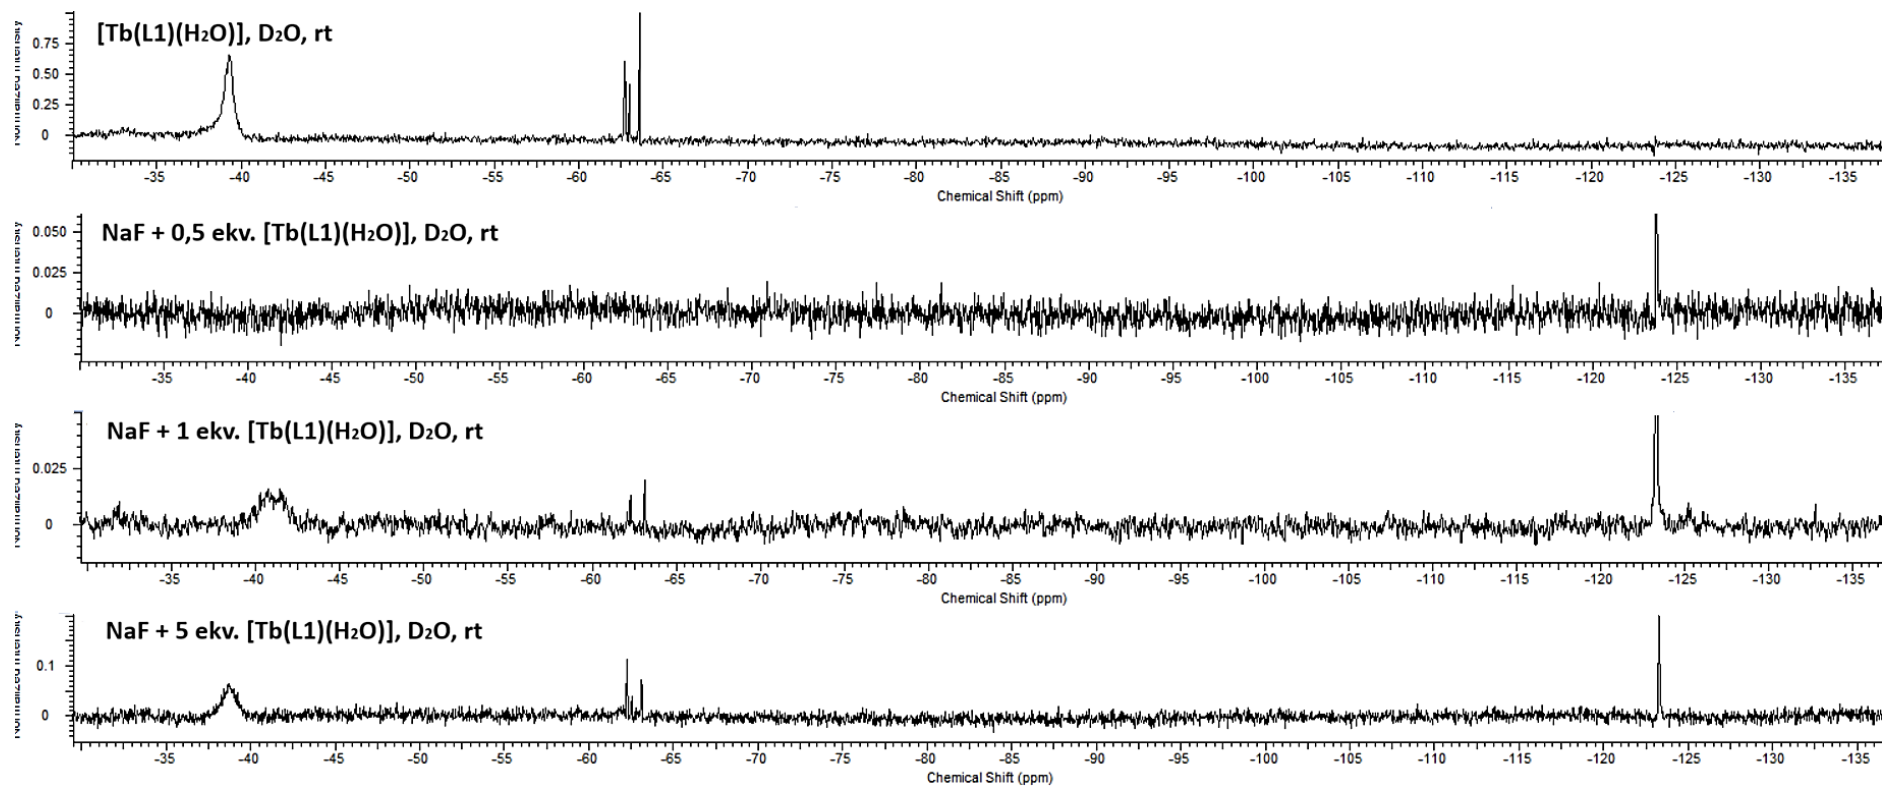 [Tb(L1)(H₂O)], D₂O, rt
0.75
0.50
0.25
0
-35 -40 -45 -50 -55 -60 -65 -70 -75 -80 -85 -90 -95 -100 -105 -110 -115 -120 -125 -130 -135
Chemical Shift (ppm)
NaF + 0,5 ekv. [Tb(L1)(H₂O)], D₂O, rt
0.050
0.025
0
-35 -40 -45 -50 -55 -60 -65 -70 -75 -80 -85 -90 -95 -100 -105 -110 -115 -120 -125 -130 -135
Chemical Shift (ppm)
NaF + 1 ekv. [Tb(L1)(H₂O)], D₂O, rt
0.025
0
-35 -40 -45 -50 -55 -60 -65 -70 -75 -80 -85 -90 -95 -100 -105 -110 -115 -120 -125 -130 -135
Chemical Shift (ppm)
NaF + 5 ekv. [Tb(L1)(H₂O)], D₂O, rt
0.1
0
-35 -40 -45 -50 -55 -60 -65 -70 -75 -80 -85 -90 -95 -100 -105 -110 -115 -120 -125 -130 -135
Chemical Shift (ppm)